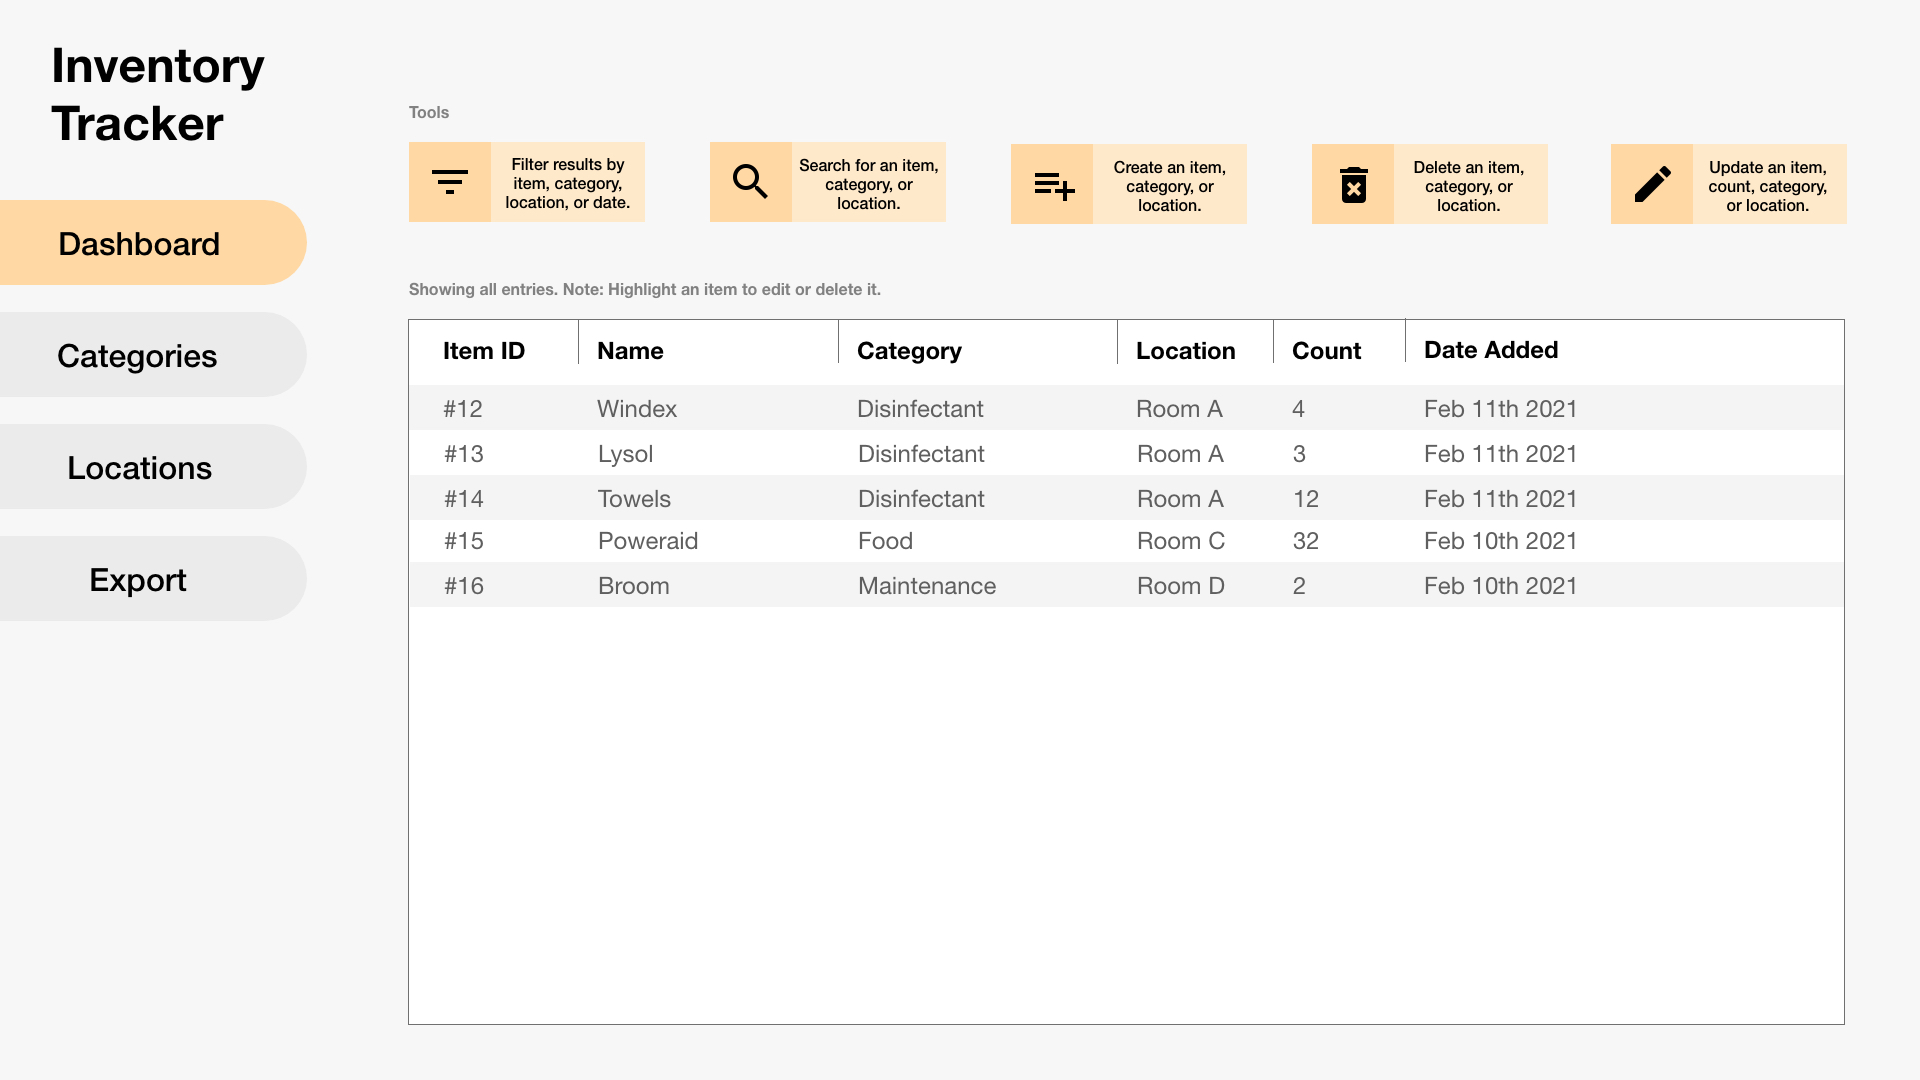 Inventory
Tracker
Dashboard
Categories
Locations
Export
Tools
Filter results by
item, category,
location, or date.
Search for an item,
category, or
location.
Create an item,
category, or
location.
Delete an item,
category, or
location.
Update an item,
count, category,
or location.
Showing all entries. Note: Highlight an item to edit or delete it.
Item ID Name Category Location Count Date Added
#12 Windex Disinfectant Room A 4 Feb 11th 2021
#13 Lysol Disinfectant Room A 3 Feb 11th 2021
#14 Towels Disinfectant Room A 12 Feb 11th 2021
#15 Poweraid Food Room C 32 Feb 10th 2021
#16 Broom Maintenance Room D 2 Feb 10th 2021